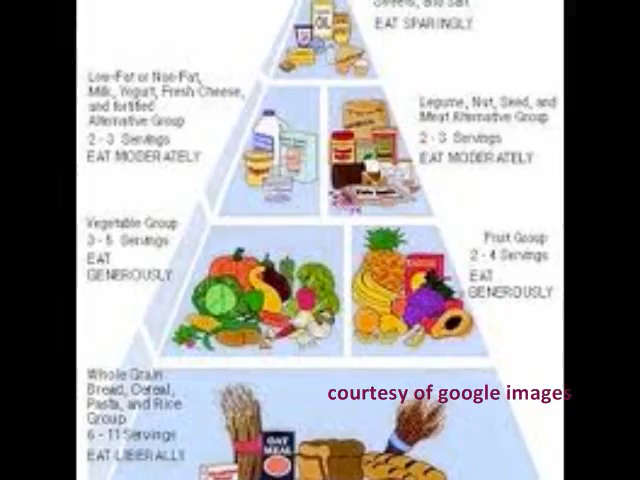 EAT SPARINGLY
OIL
Low-Fat or Non-Fat,
Milk, Yogurt, Fresh Cheese,
and fortified
Alternative Group
2 - 3 Servings
EAT MODERATELY
Legume, Nut, Seed, and
Meat Alternative Group
2 - 3 Servings
EAT MODERATELY
Vegetable Group
3 - 5 Servings
EAT
GENEROUSLY
Fruit Group
2 - 4 Servings
EAT
GENEROUSLY
Whole Grain
Bread, Cereal,
Pasta, and Rice
Group
6 - 11 Servings
EAT LIBERALLY
OAT
MEAL
courtesy of google images